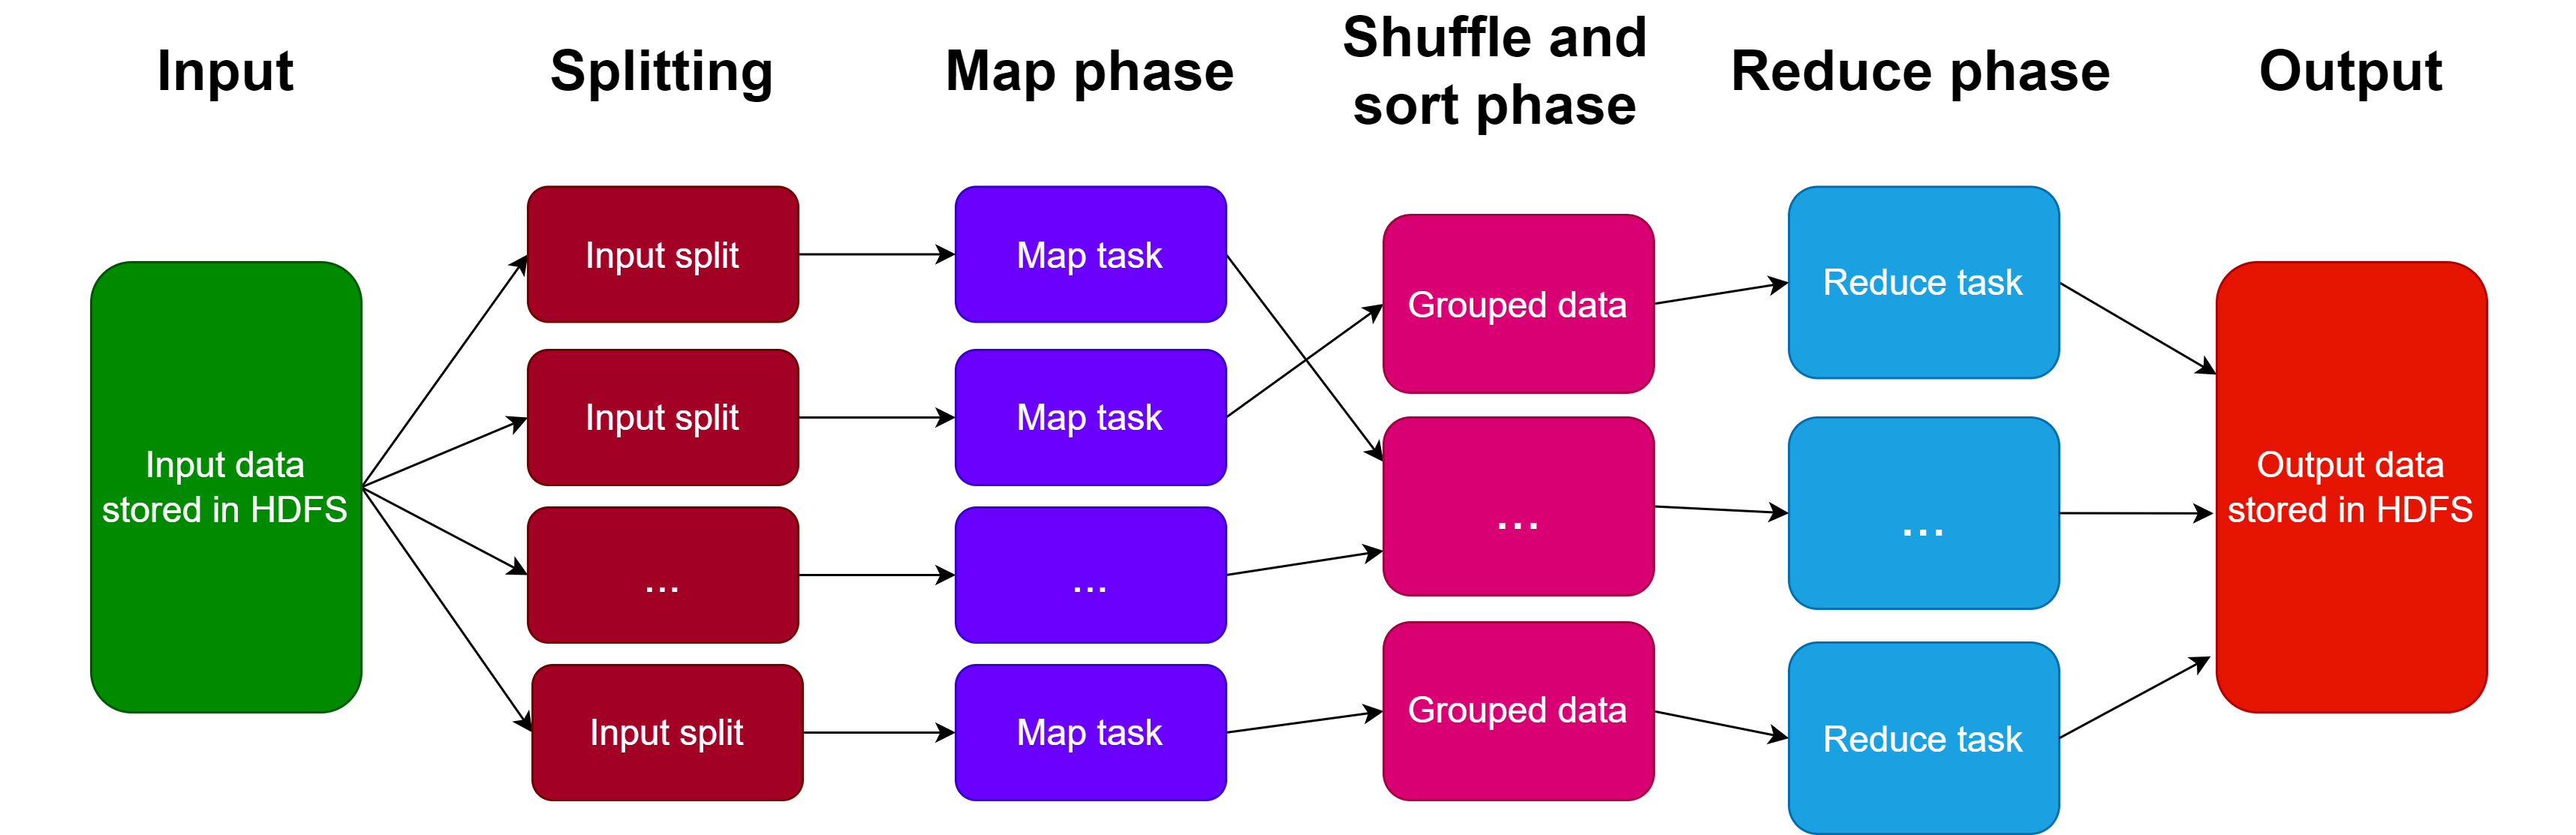 Input
Splitting
Map phase
Shuffle and
sort phase
Reduce phase
Output
Input data
stored in HDFS
Input split
Input split
...
Input split
Map task
Map task
...
Map task
Grouped data
...
Grouped data
Reduce task
...
Reduce task
Output data
stored in HDFS